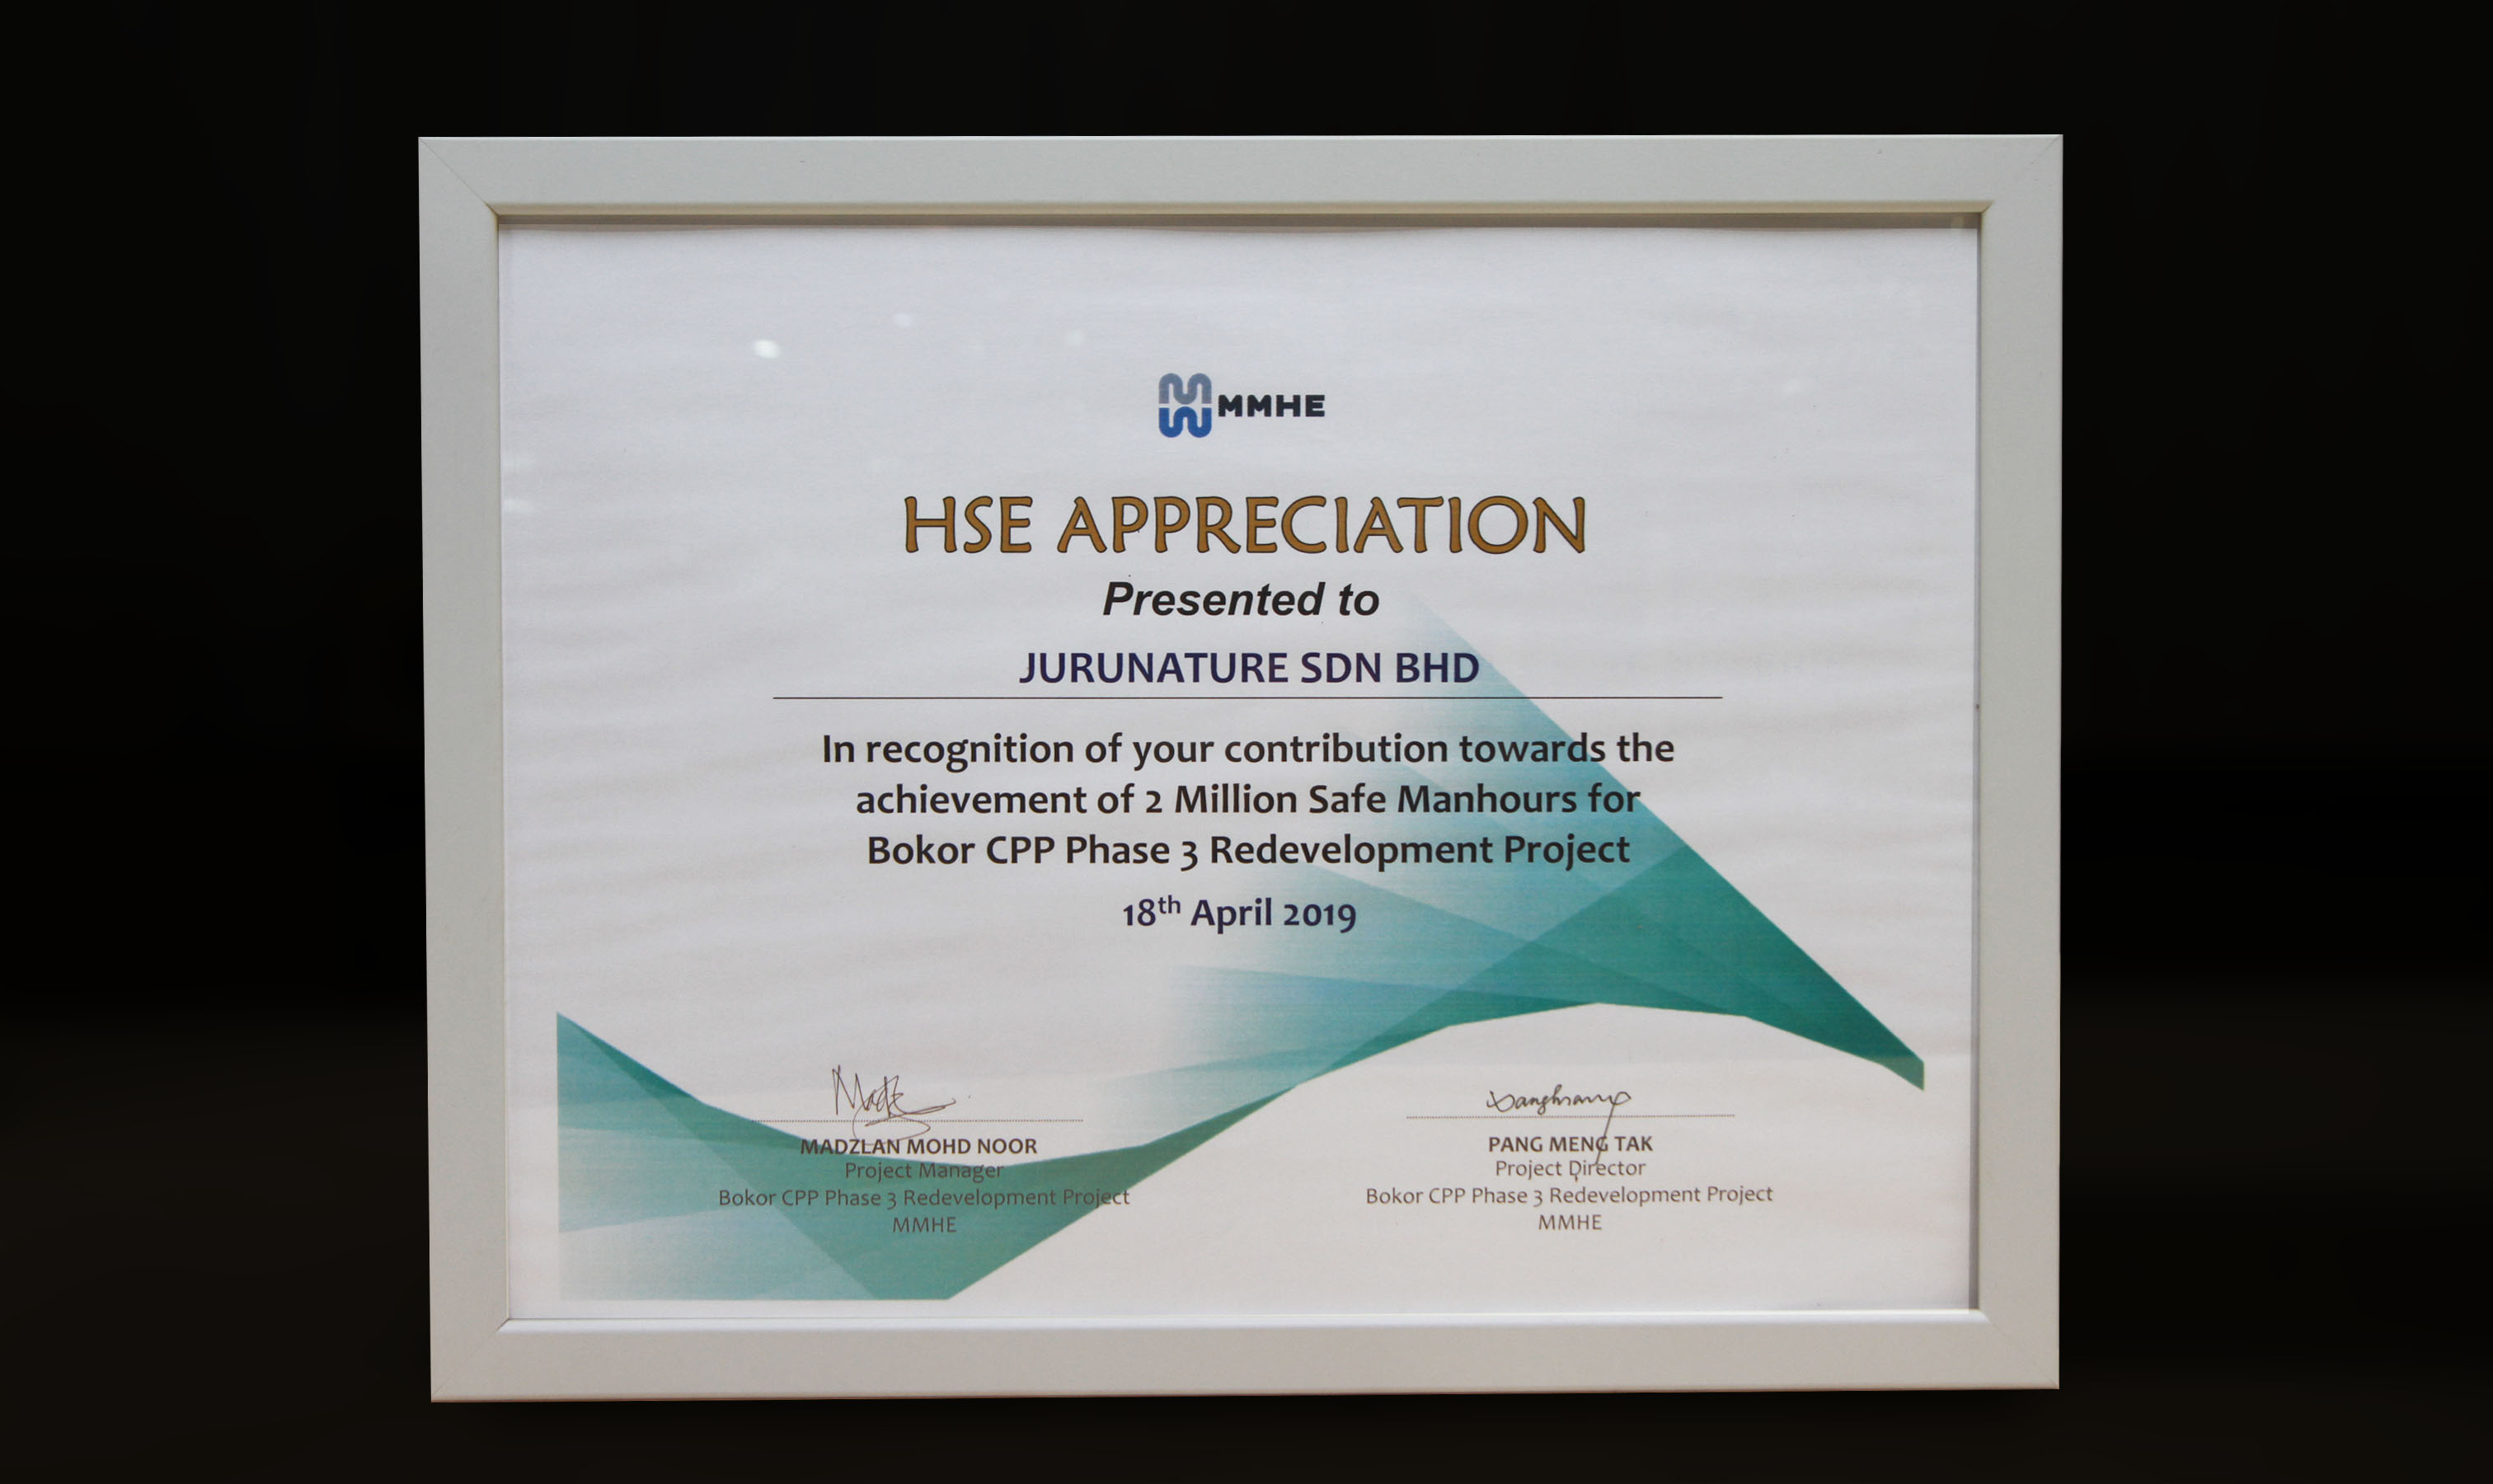 MMHE
HSE APPRECIATION
Presented to
JURUNATURE SDN BHD
In recognition of your contribution towards the
achievement of 2 Million Safe Manhours for
Bokor CPP Phase 3 Redevelopment Project
18th April 2019
MADZLAN MOHD NOOR
Project Manager
Bokor CPP Phase 3 Redevelopment Project
MMHE
PANG MENG TAK
Project Director
Bokor CPP Phase 3 Redevelopment Project
MMHE